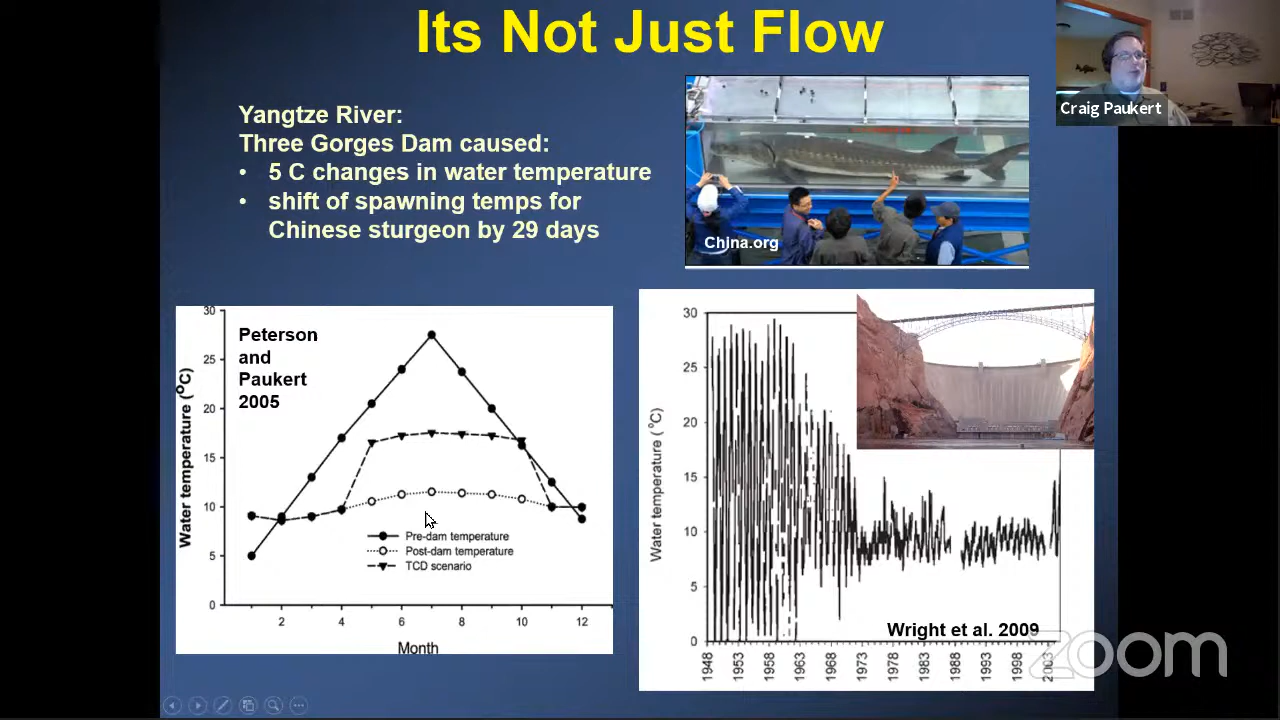 Its Not Just Flow
Craig Paukert
Yangtze River:
Three Gorges Dam caused:
• 5 C changes in water temperature
• shift of spawning temps for
Chinese sturgeon by 29 days
China.org
Peterson
and
Paukert
2005
Water temperature (°C)
30
25
20
15
10
5
0
Pre-dam temperature
Post-dam temperature
TCD scenario
2 4 6 8 10 12
Month
Water temperature (°C)
30
25
20
15
10
5
0
Wright et al. 2009
1948 1953 1958 1963 1968 1973 1978 1983 1988 1993 1998 2003
zoom